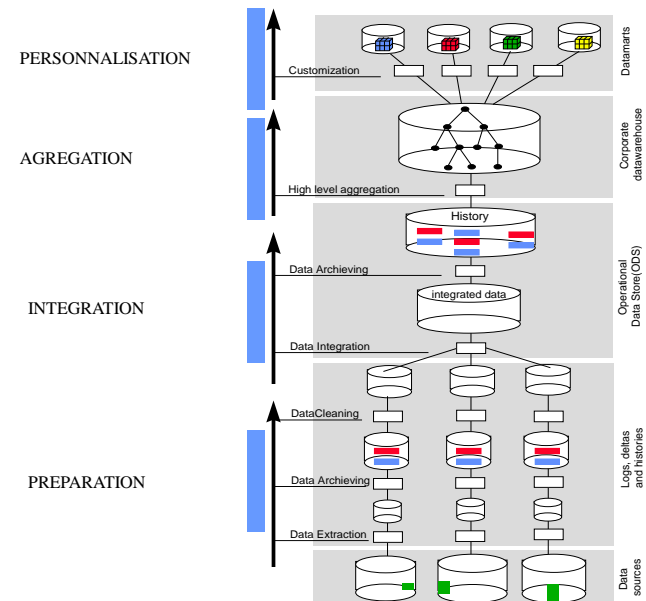 PERSONNALISATION
Customization
Datamarts
AGREGATION
High level aggregation
Corporate
datawarehouse
History
Data Archieving
INTEGRATION
integrated data
Data Integration
Operational
Data Store(ODS)
DataCleaning
PREPARATION
Data Archieving
Data Extraction
Logs, deltas
and histories
Data
sources